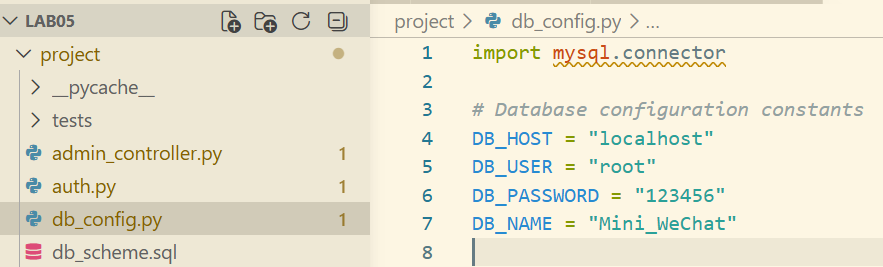 LAB05
project
__pycache__
tests
admin_controller.py 1
auth.py 1
db_config.py 1
db_scheme.sql
project > db_config.py > ...
1 import mysql.connector
2
3 # Database configuration constants
4 DB_HOST = "localhost"
5 DB_USER = "root"
6 DB_PASSWORD = "123456"
7 DB_NAME = "Mini_WeChat"
8